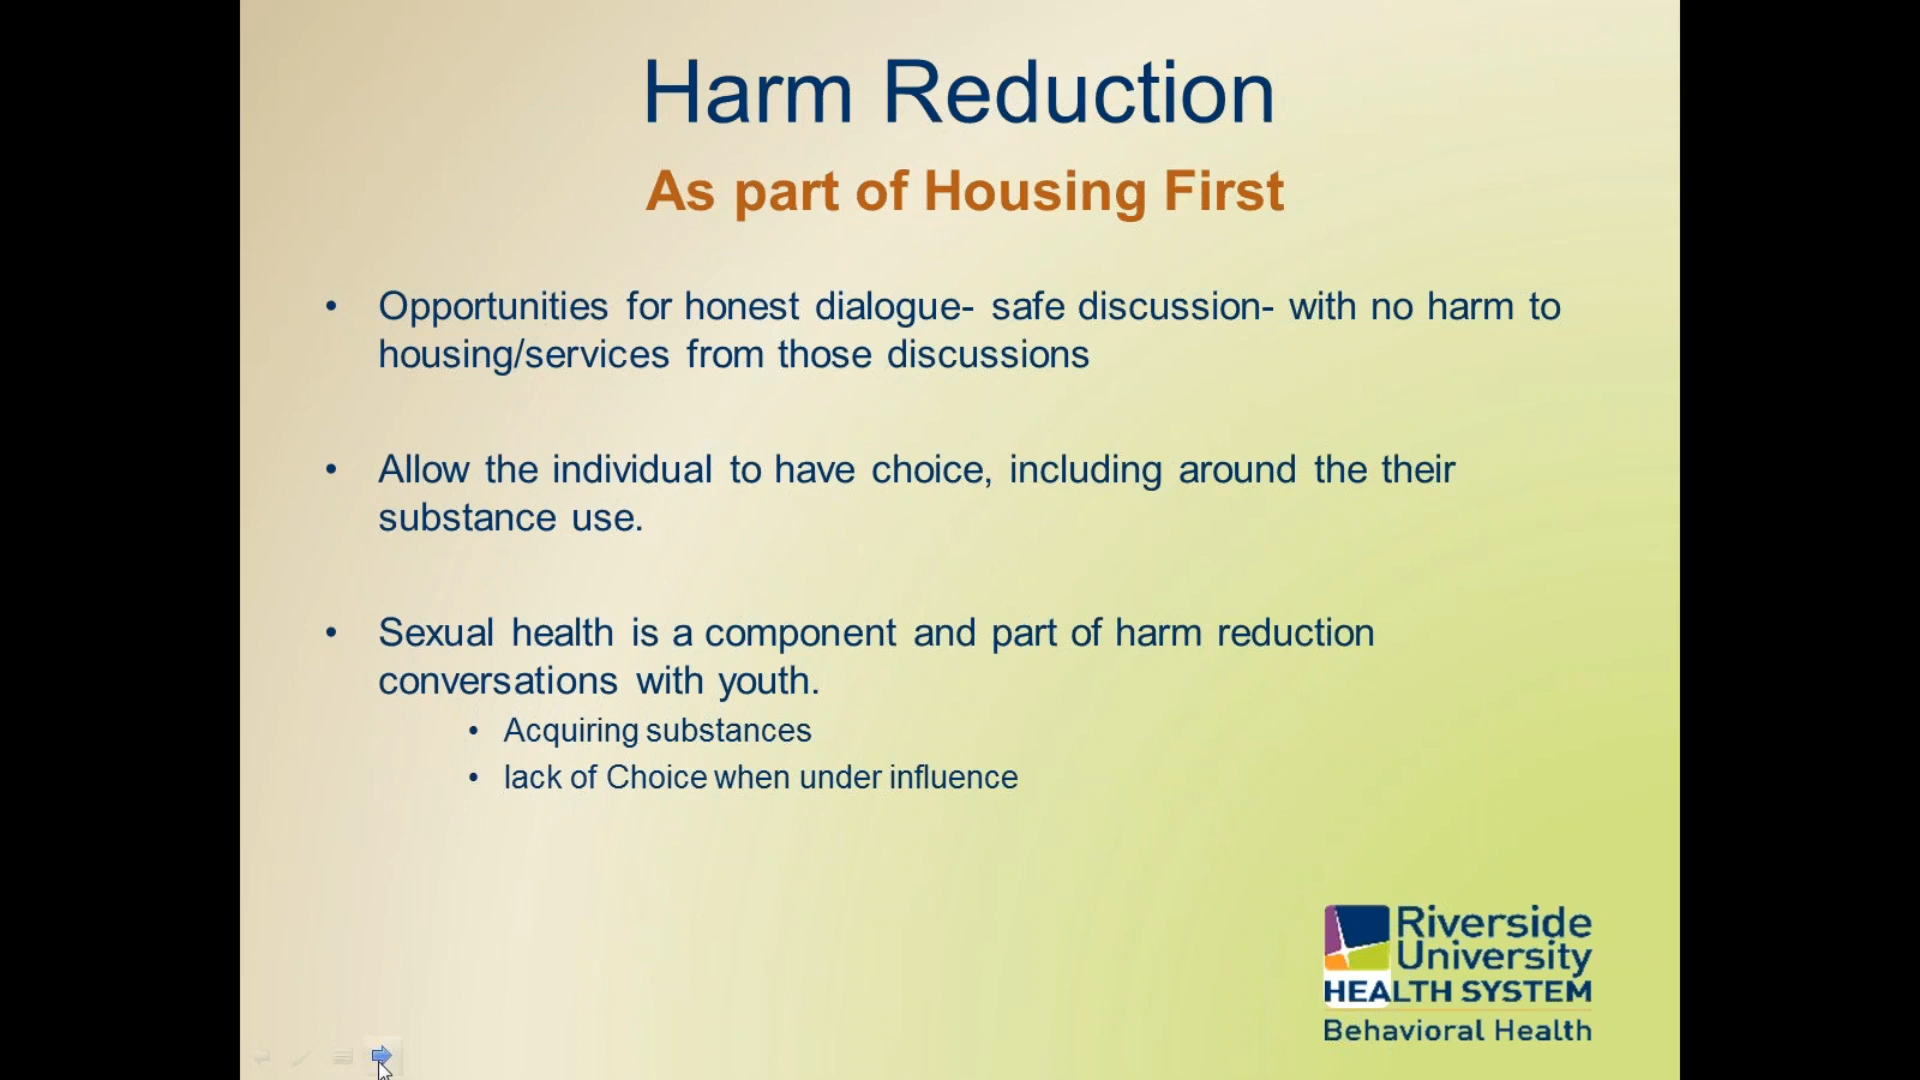 Harm Reduction
As part of Housing First
• Opportunities for honest dialogue- safe discussion- with no harm to
housing/services from those discussions
• Allow the individual to have choice, including around the their
substance use.
• Sexual health is a component and part of harm reduction
conversations with youth.
• Acquiring substances
• lack of Choice when under influence
Riverside
University
HEALTH SYSTEM
Behavioral Health